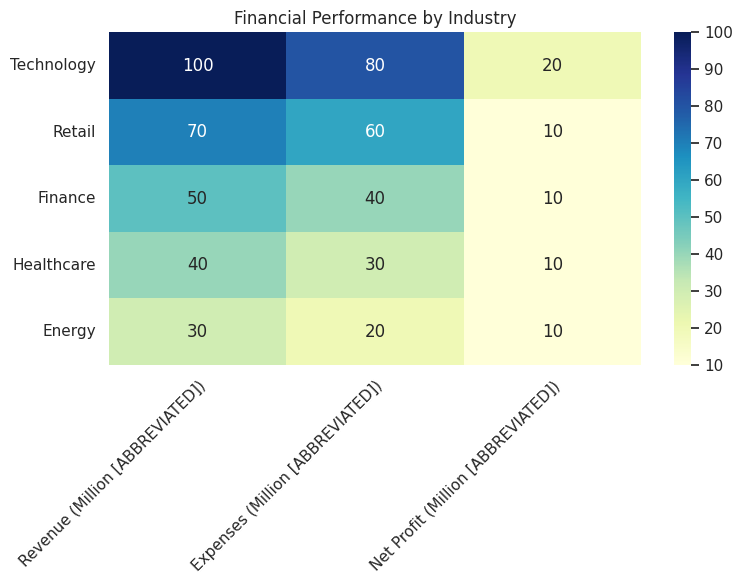 Financial Performance by Industry
Technology 100 80 20
Retail 70 60 10
Finance 50 40 10
Healthcare 40 30 10
Energy 30 20 10
Revenue (Million [ABBREVIATED])
Expenses (Million [ABBREVIATED])
Net Profit (Million [ABBREVIATED])
100
90
80
70
60
50
40
30
20
10